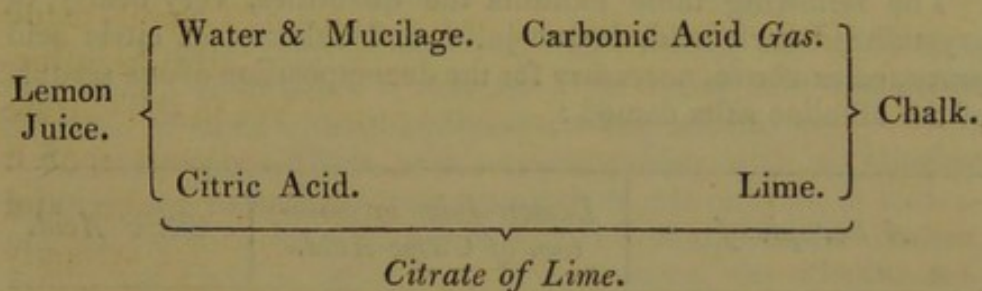 Water & Mucilage. Carbonic Acid Gas.
Lemon Juice. Chalk.
Citric Acid. Lime.
Citrate of Lime.